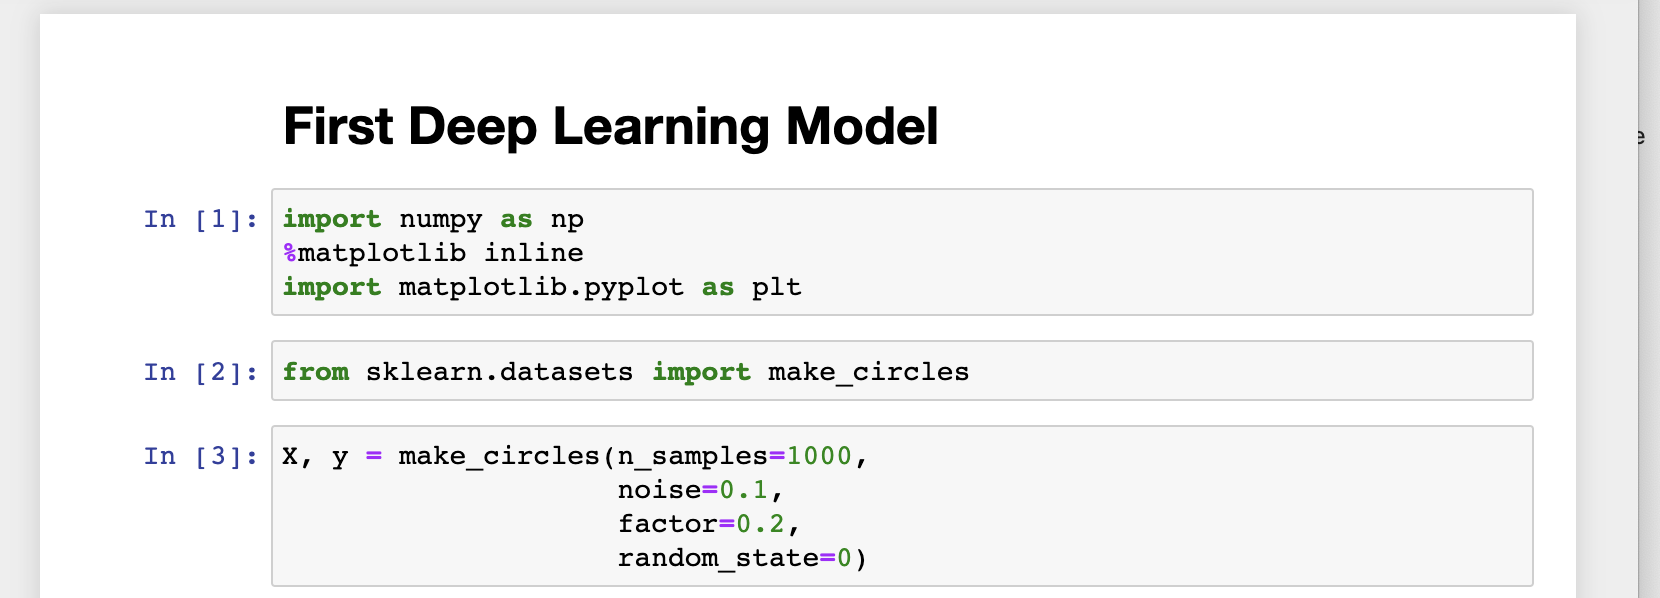 First Deep Learning Model
In [1]: import numpy as np
%matplotlib inline
import matplotlib.pyplot as plt
In [2]: from sklearn.datasets import make_circles
In [3]: X, y = make_circles(n_samples=1000,
noise=0.1,
factor=0.2,
random_state=0)